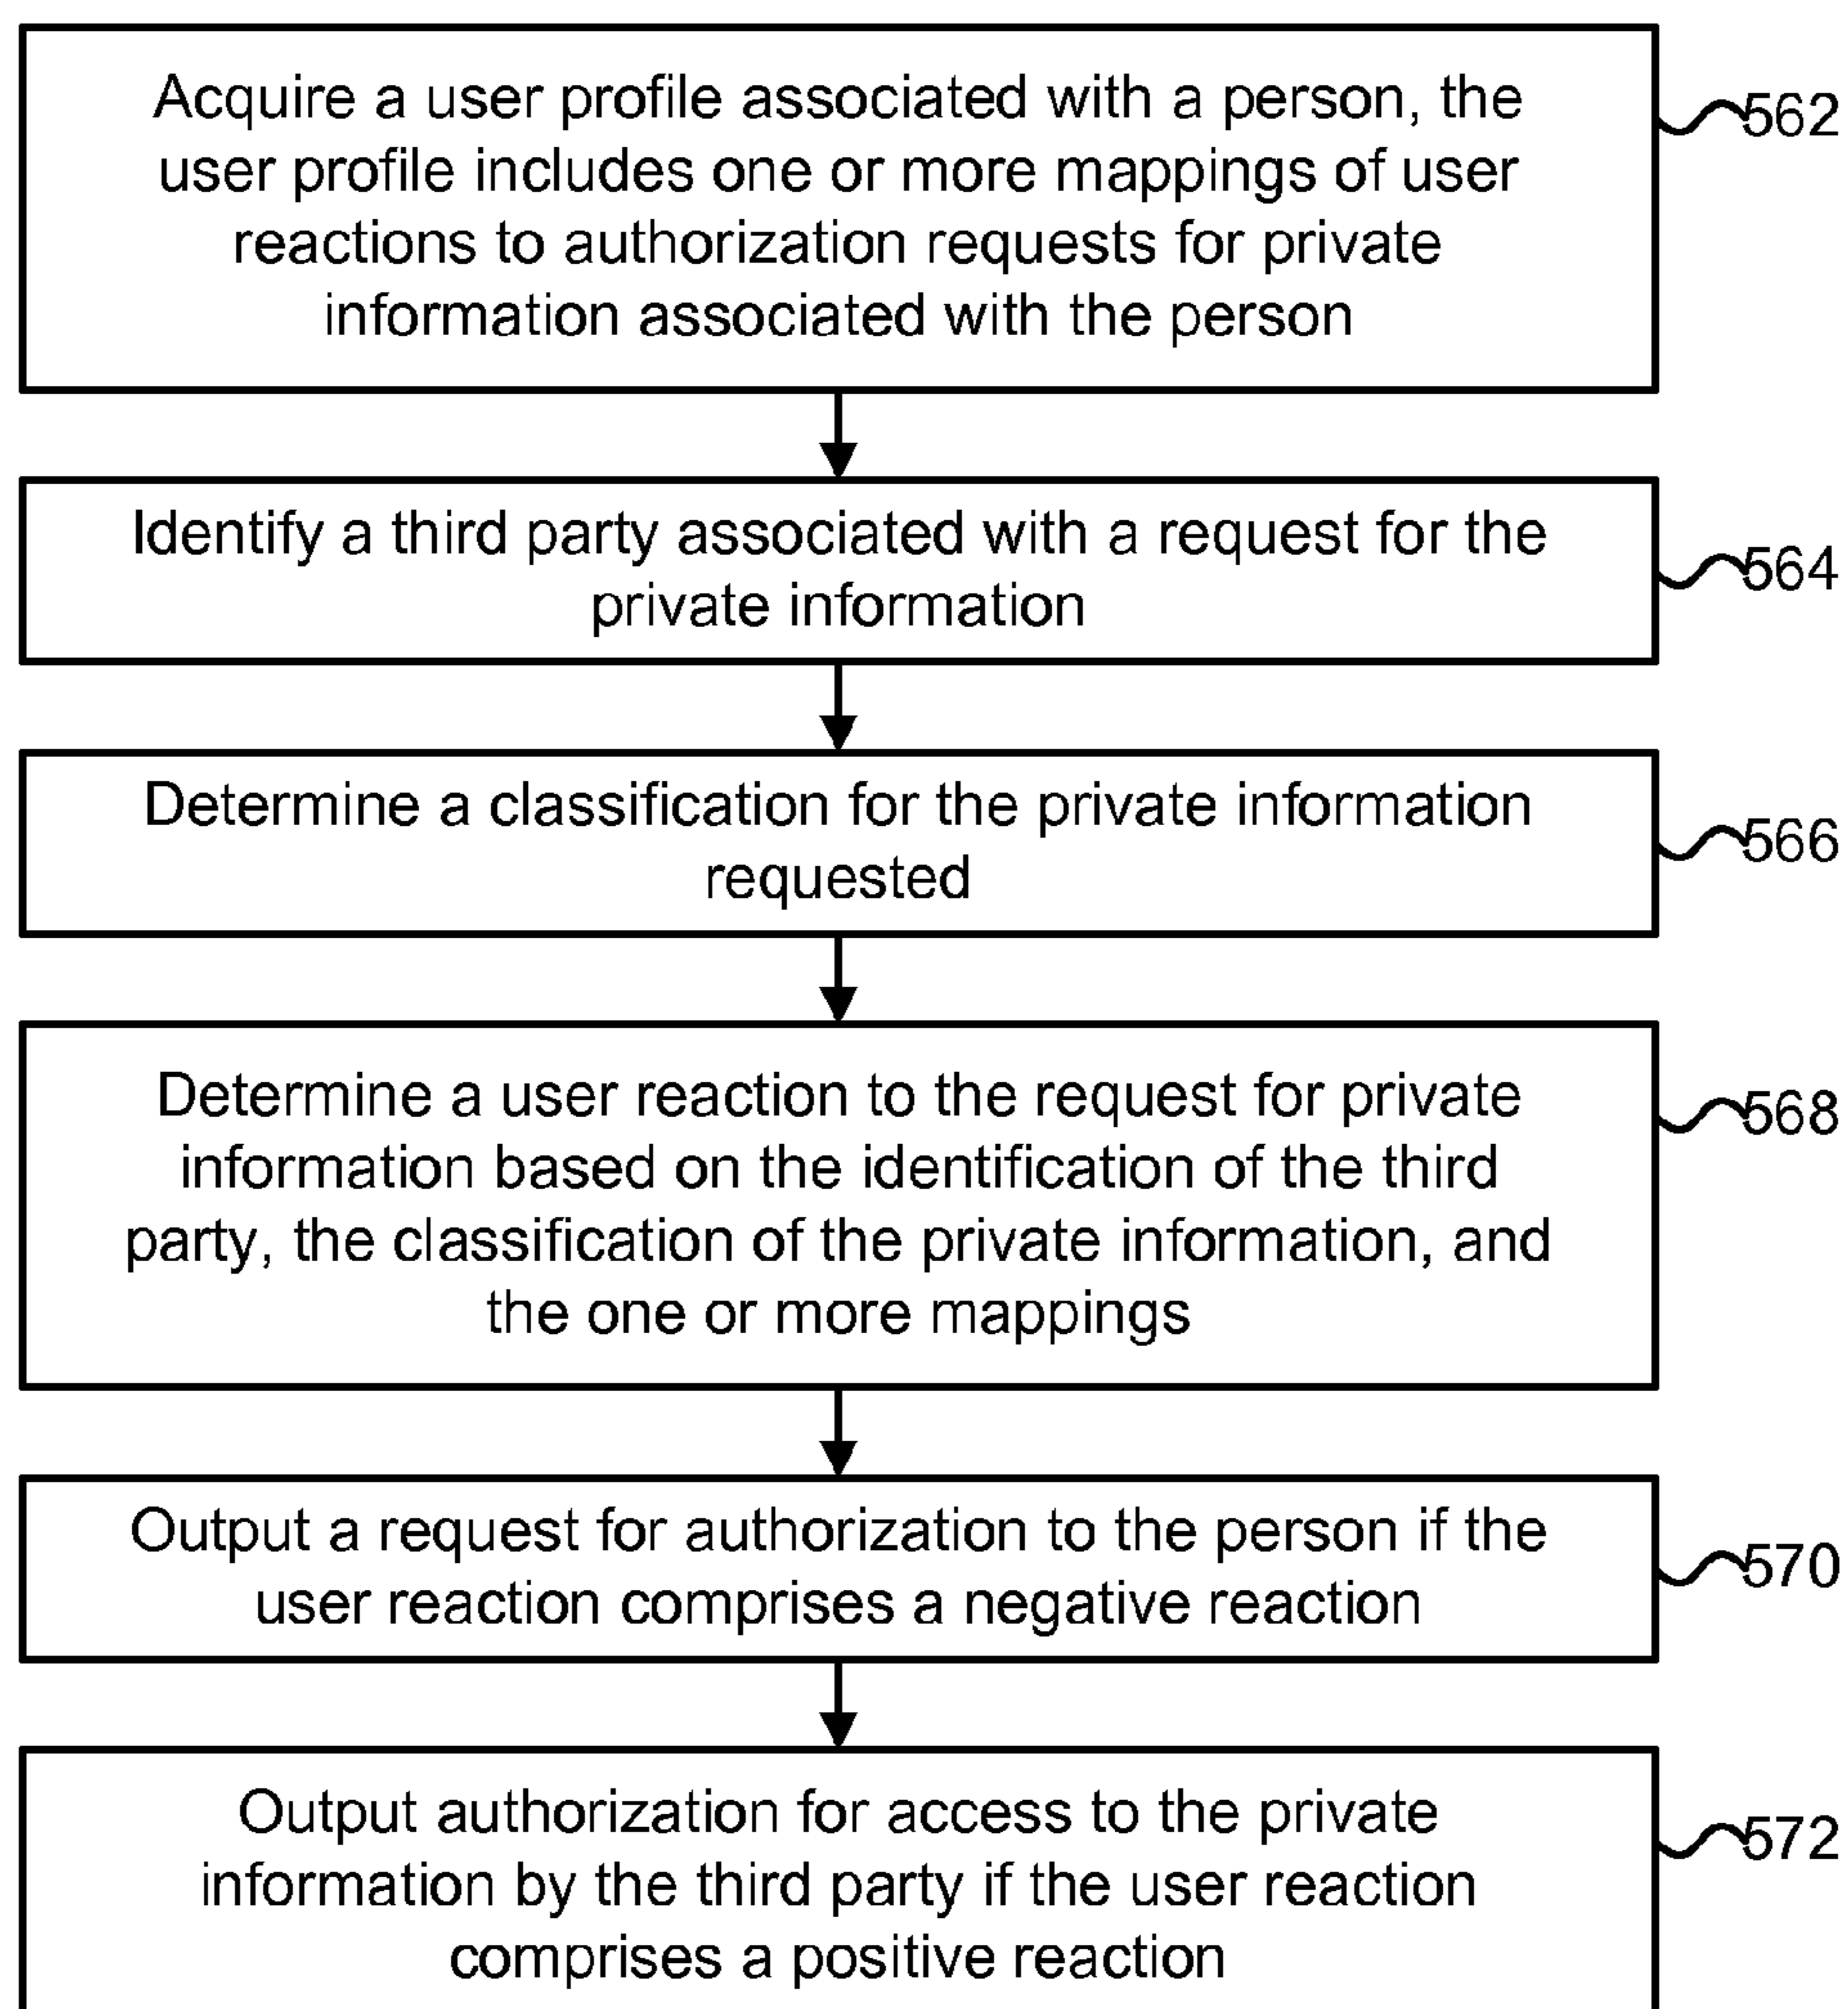 Acquire a user profile associated with a person, the
user profile includes one or more mappings of user
reactions to authorization requests for private
information associated with the person
562
Identify a third party associated with a request for the
private information
564
Determine a classification for the private information
requested
566
Determine a user reaction to the request for private
information based on the identification of the third
party, the classification of the private information, and
the one or more mappings
568
Output a request for authorization to the person if the
user reaction comprises a negative reaction
570
Output authorization for access to the private
information by the third party if the user reaction
comprises a positive reaction
572